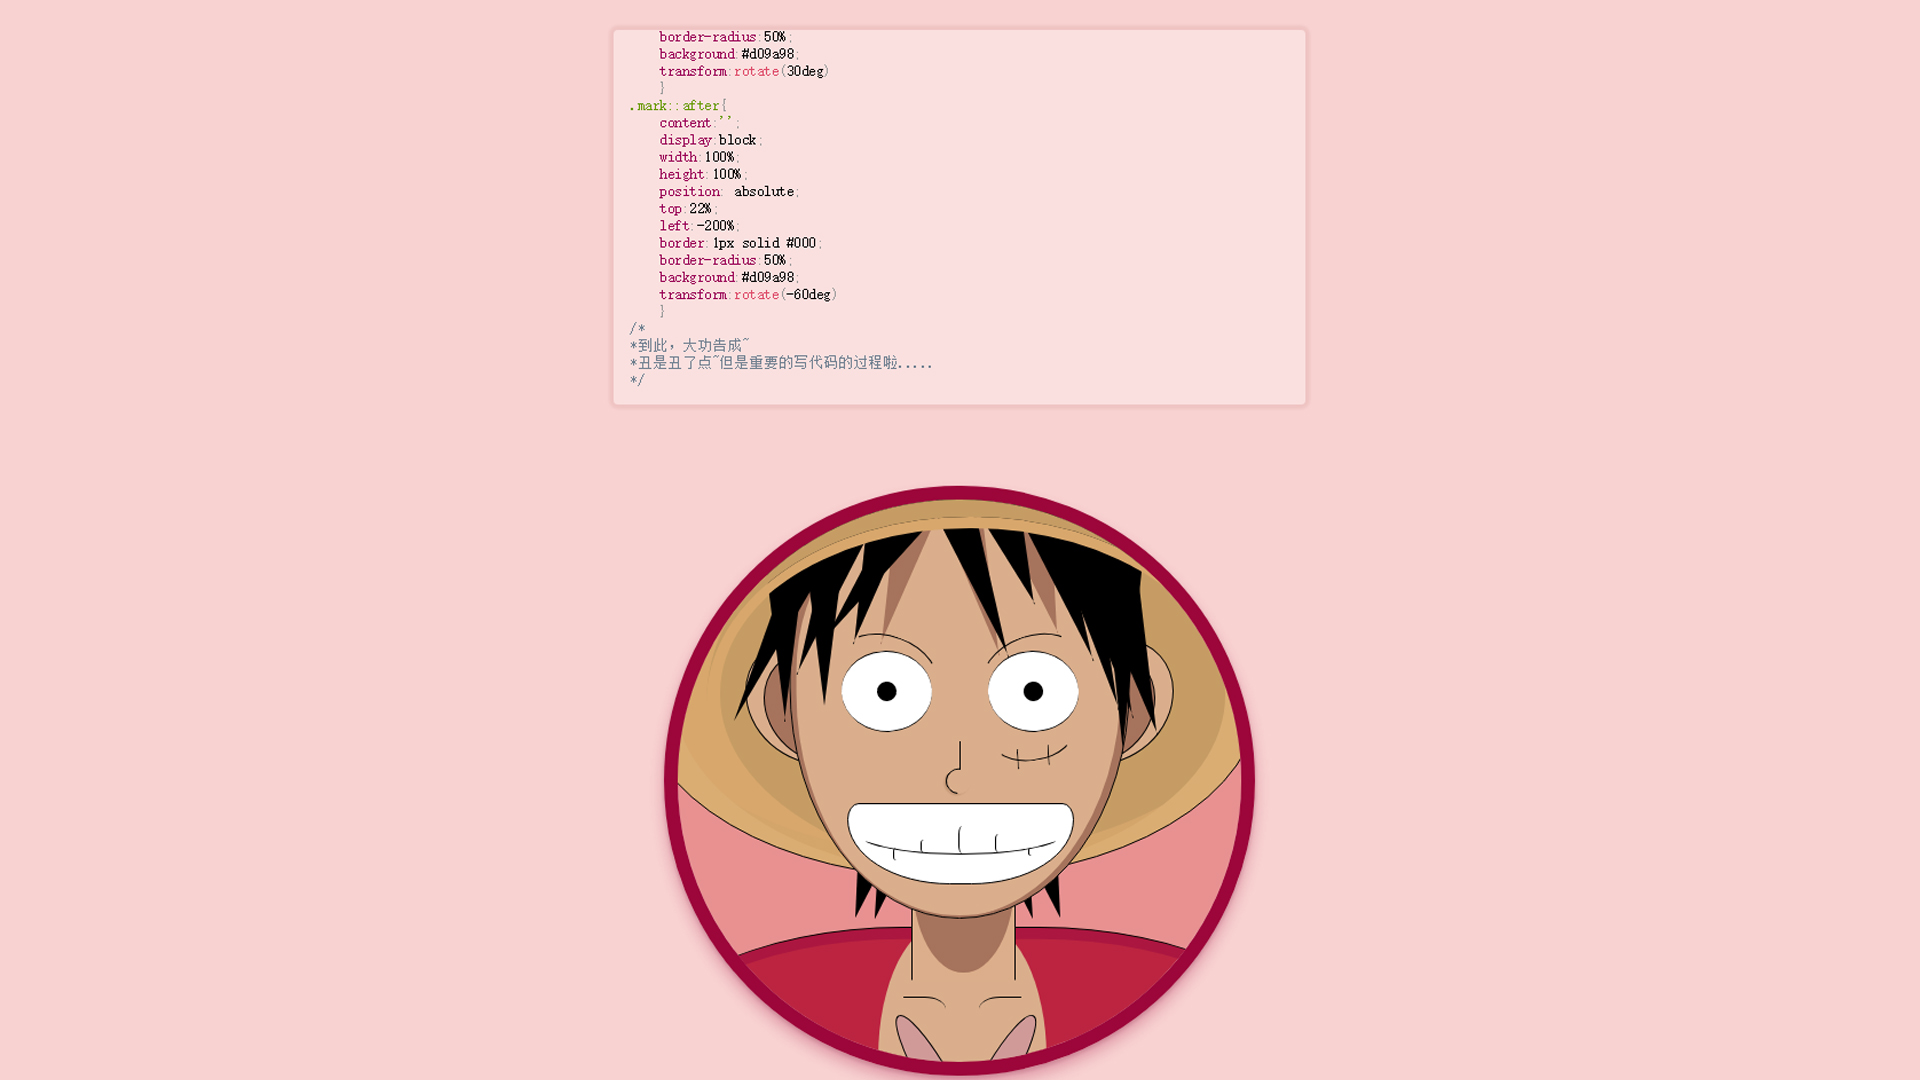 border-radius:50%;
background:#d09a98;
transform:rotate(30deg)
}
.mark::after{
content:'';
display:block;
width:100%;
height:100%;
position: absolute;
top:22%;
left:-200%;
border:1px solid #000;
border-radius:50%;
background:#d09a98;
transform:rotate(-60deg)
}
/*
*到此，大功告成~
*丑是丑了点~但是重要的写代码的过程啦.....
*/